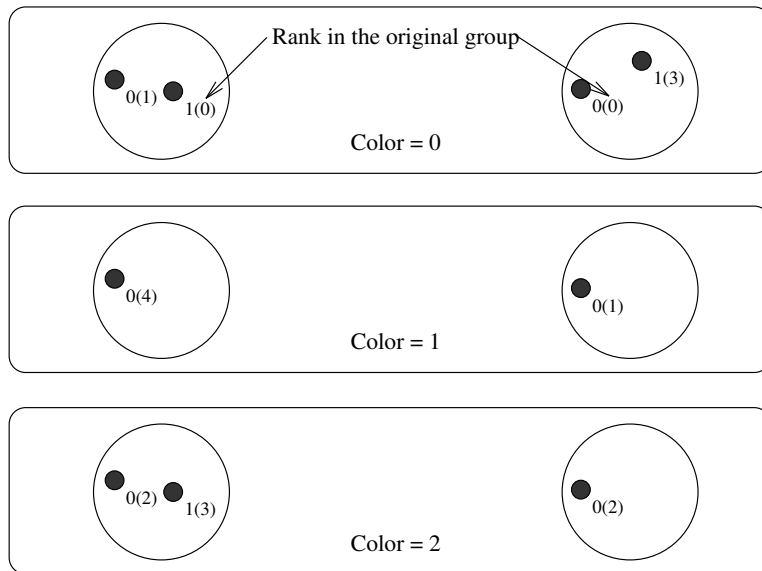 Rank in the original group
0(1)
1(0)
0(0)
1(3)
Color = 0
0(4)
0(1)
Color = 1
0(2)
1(3)
0(2)
Color = 2